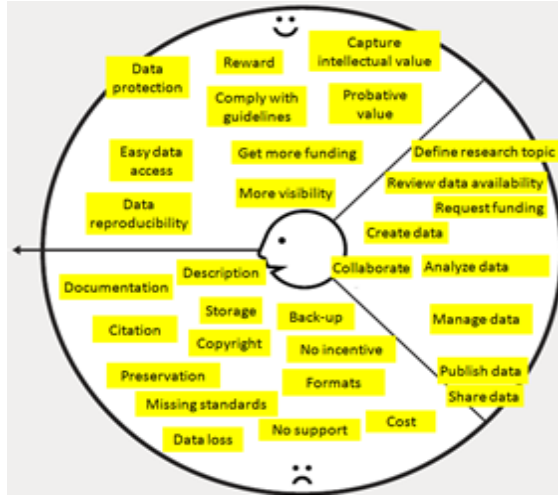 Capture
intellectual value
Reward
Data
protection
Comply with
guidelines
Probative
value
Easy data
access
Get more funding
Define research topic
More visibility
Review data availability
Data
reproducibility
Request funding
Create data
Description
Collaborate
Analyze data
Documentation
Storage
Back-up
Citation
Copyright
Manage data
No incentive
Preservation
Formats
Publish data
Missing standards
Share data
Data loss
No support
Cost